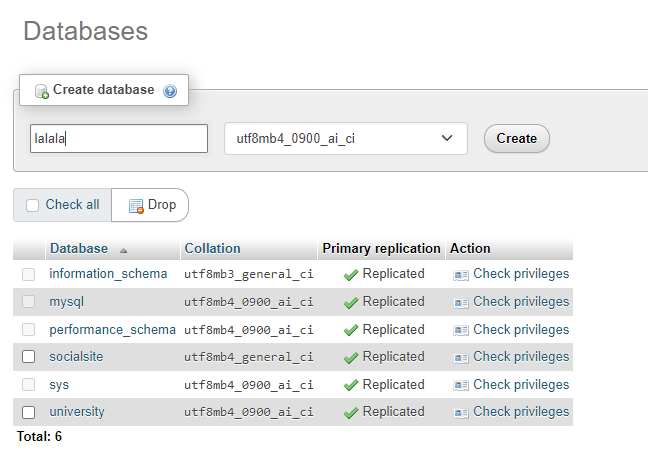 Databases
Create database
lalala utf8mb4_0900_ai_ci Create
Check all Drop
Database Collation Primary replication Action
information_schema utf8mb3_general_ci Replicated Check privileges
mysql utf8mb4_0900_ai_ci Replicated Check privileges
performance_schema utf8mb4_0900_ai_ci Replicated Check privileges
socialsite utf8mb4_general_ci Replicated Check privileges
sys utf8mb4_0900_ai_ci Replicated Check privileges
university utf8mb4_0900_ai_ci Replicated Check privileges
Total: 6